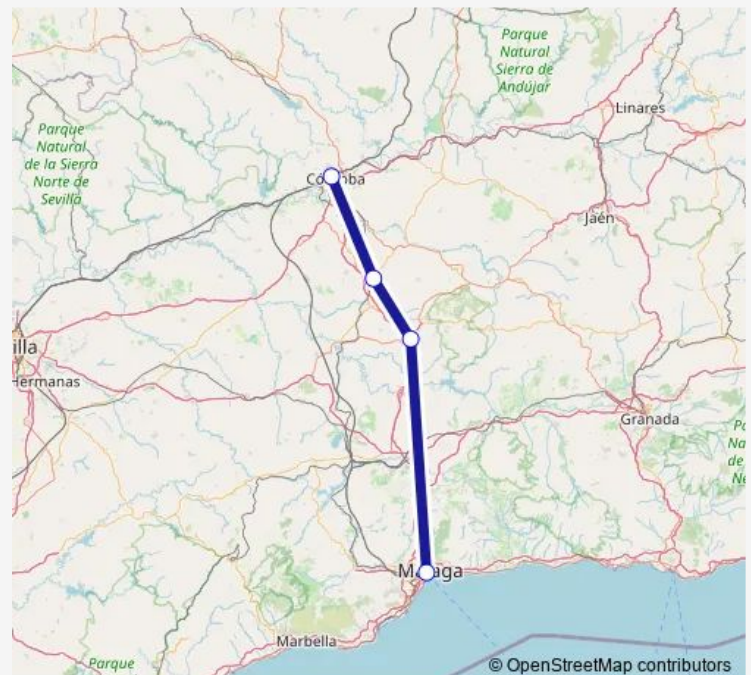 Parque
Natural
Sierra de
Andújar
Linares
Parque
Natural
de la Sierra
Norte de
Sevilla
Jaén
illa
Hermanas
Granada
Málaga
Marbella
Parque
© OpenStreetMap contributors